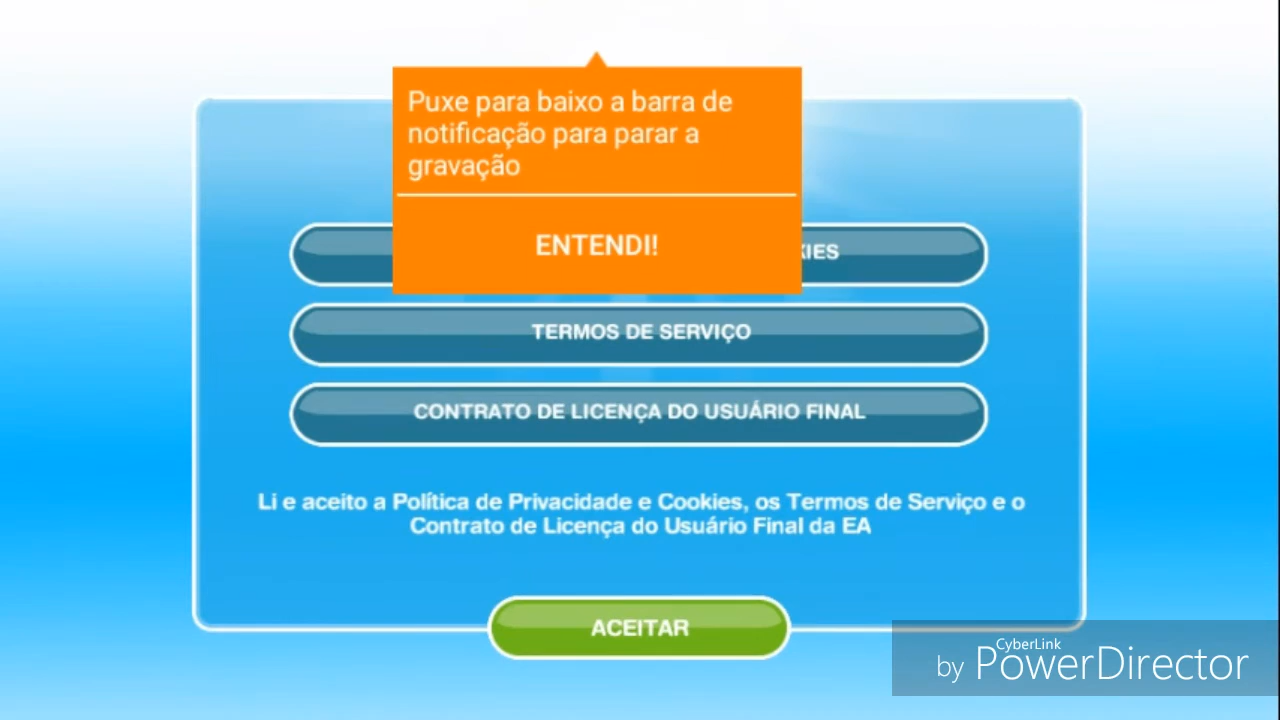 Puxe para baixo a barra de
notificação para parar a
gravação
ENTENDI!
TERMOS DE SERVIÇO
CONTRATO DE LICENÇA DO USUÁRIO FINAL
Li e aceito a Política de Privacidade e Cookies, os Termos de Serviço e o
Contrato de Licença do Usuário Final da EA
ACEITAR
CyberLink
by PowerDirector